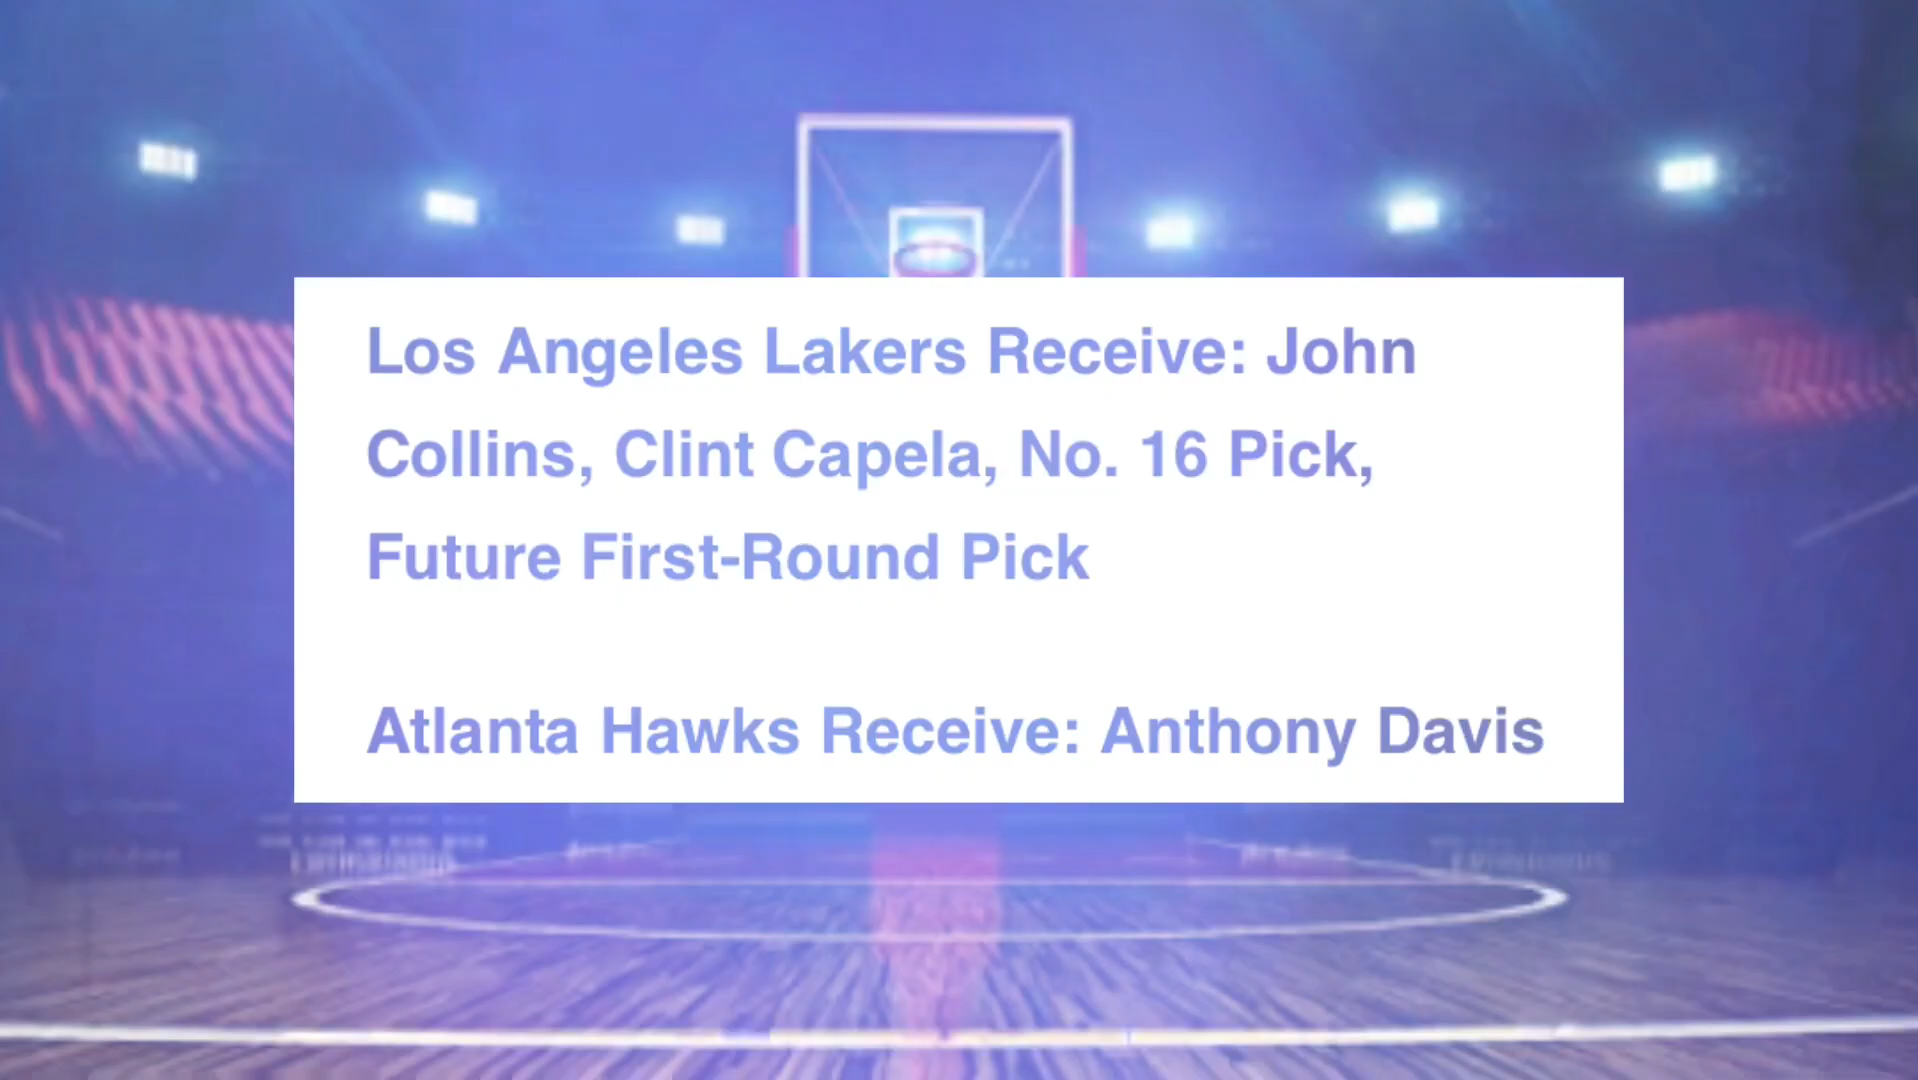 Los Angeles Lakers Receive: John
Collins, Clint Capela, No. 16 Pick,
Future First-Round Pick
Atlanta Hawks Receive: Anthony Davis